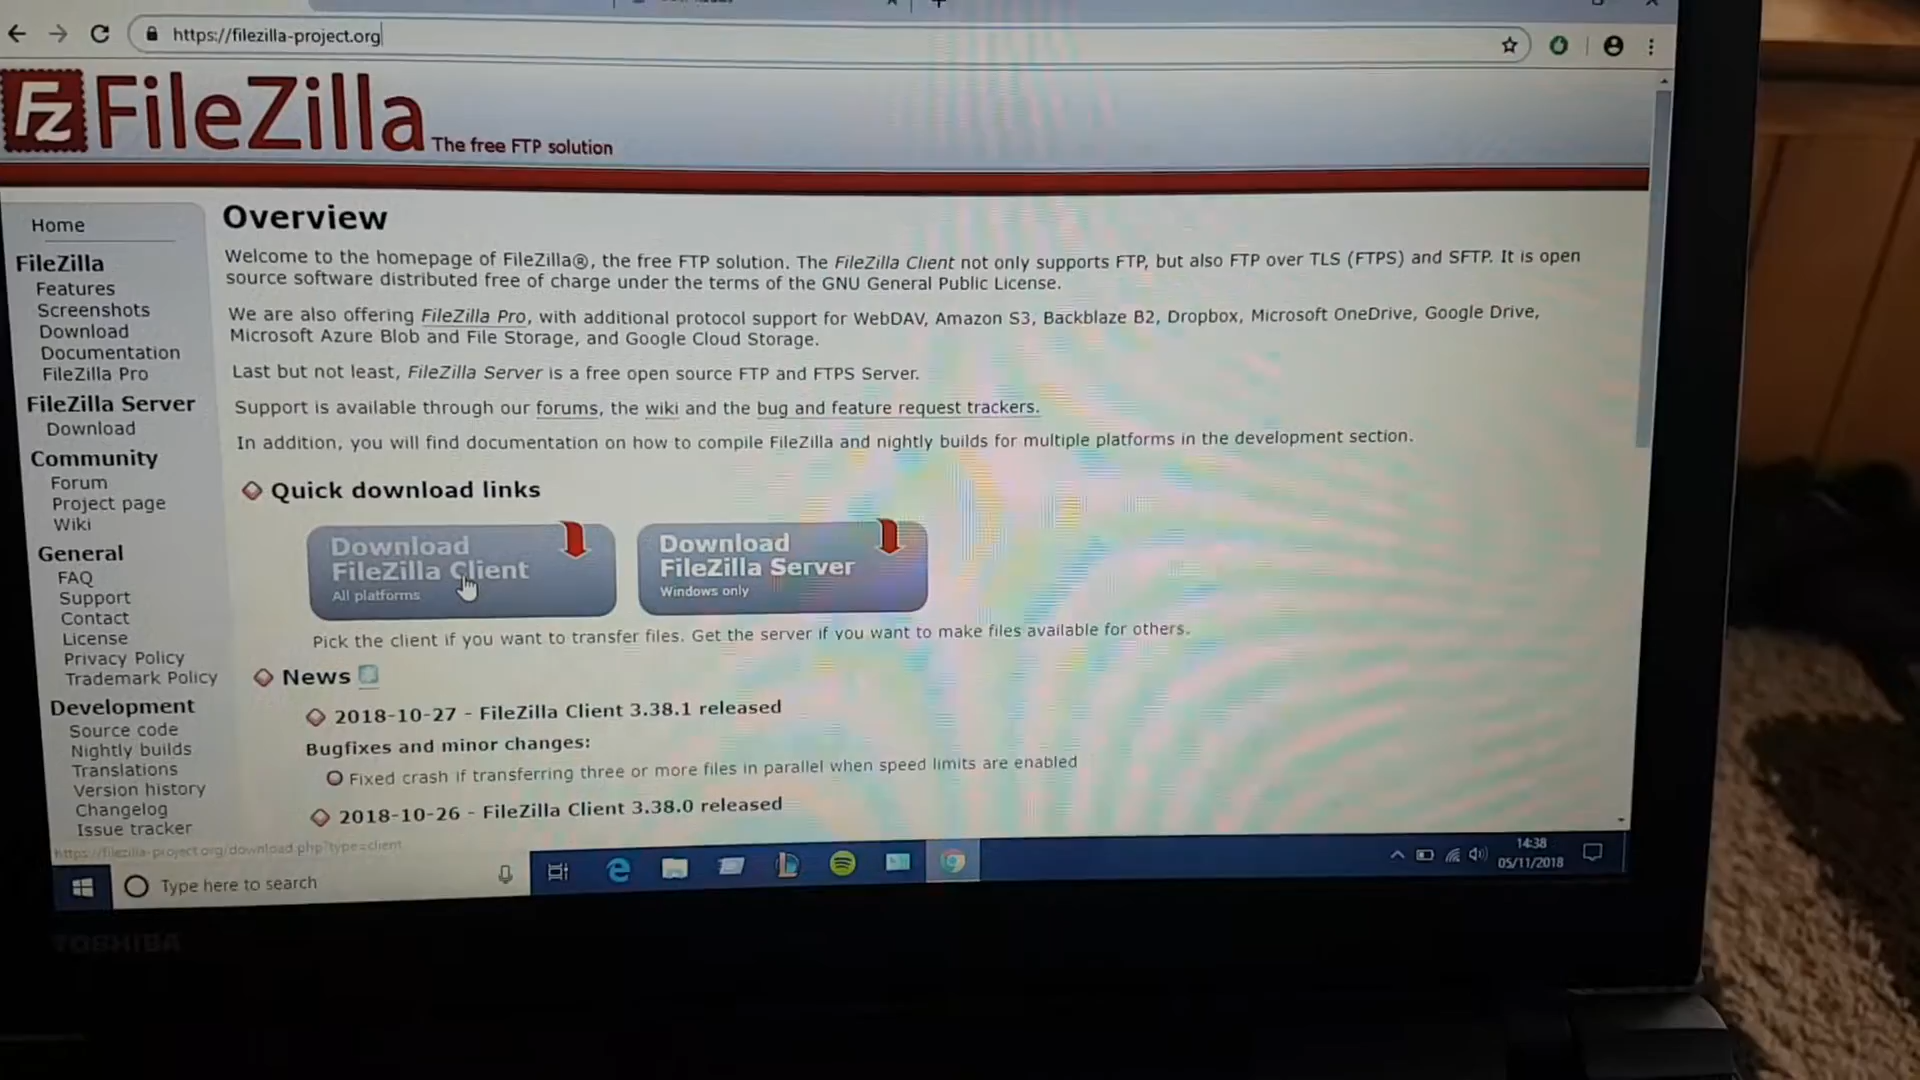 https://filezilla-project.org
Fz FileZilla The free FTP solution
Home
FileZilla
Features
Screenshots
Download
Documentation
FileZilla Pro
FileZilla Server
Download
Community
Forum
Project page
Wiki
General
FAQ
Support
Contact
License
Privacy Policy
Trademark Policy
Development
Source code
Nightly builds
Translations
Version history
Changelog
Issue tracker
Overview
Welcome to the homepage of FileZilla®, the free FTP solution. The FileZilla Client not only supports FTP, but also FTP over TLS (FTPS) and SFTP. It is open
source software distributed free of charge under the terms of the GNU General Public License.
We are also offering FileZilla Pro, with additional protocol support for WebDAV, Amazon S3, Backblaze B2, Dropbox, Microsoft OneDrive, Google Drive,
Microsoft Azure Blob and File Storage, and Google Cloud Storage.
Last but not least, FileZilla Server is a free open source FTP and FTPS Server.
Support is available through our forums, the wiki and the bug and feature request trackers.
In addition, you will find documentation on how to compile FileZilla and nightly builds for multiple platforms in the development section.
Quick download links
Download
FileZilla Client
All platforms
Download
FileZilla Server
Windows only
Pick the client if you want to transfer files. Get the server if you want to make files available for others.
News
2018-10-27 - FileZilla Client 3.38.1 released
Bugfixes and minor changes:
Fixed crash if transferring three or more files in parallel when speed limits are enabled
2018-10-26 - FileZilla Client 3.38.0 released
https://filezilla-project.org/download.php?type=client
Type here to search
14:38
05/11/2018
TOSHIBA